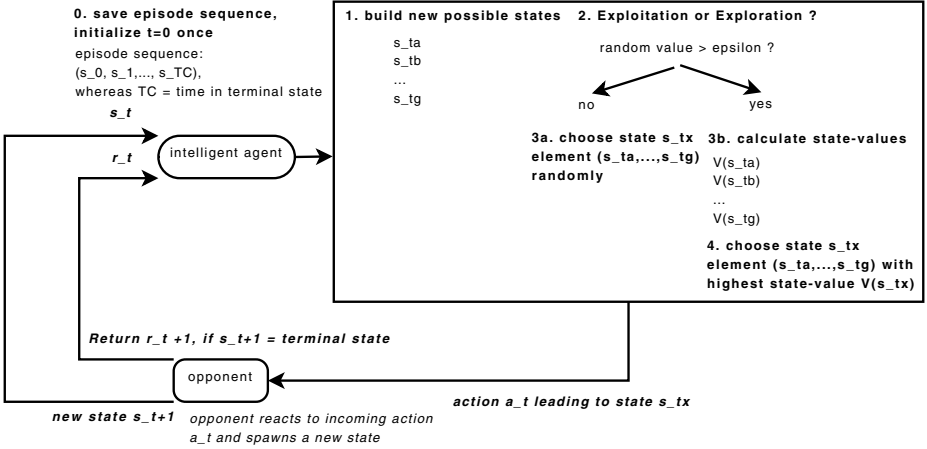 0. save episode sequence,
initialize t=0 once
episode sequence:
(s_0, s_1,..., s_TC),
whereas TC = time in terminal state
s_t
r_t
intelligent agent
1. build new possible states
s_ta
s_tb
...
s_tg
2. Exploitation or Exploration ?
random value > epsilon ?
no
yes
3a. choose state s_tx
element (s_ta,...,s_tg)
randomly
3b. calculate state-values
V(s_ta)
V(s_tb)
...
V(s_tg)
4. choose state s_tx
element (s_ta,...,s_tg) with
highest state-value V(s_tx)
Return r_t +1, if s_t+1 = terminal state
opponent
action a_t leading to state s_tx
new state s_t+1
opponent reacts to incoming action
a_t and spawns a new state